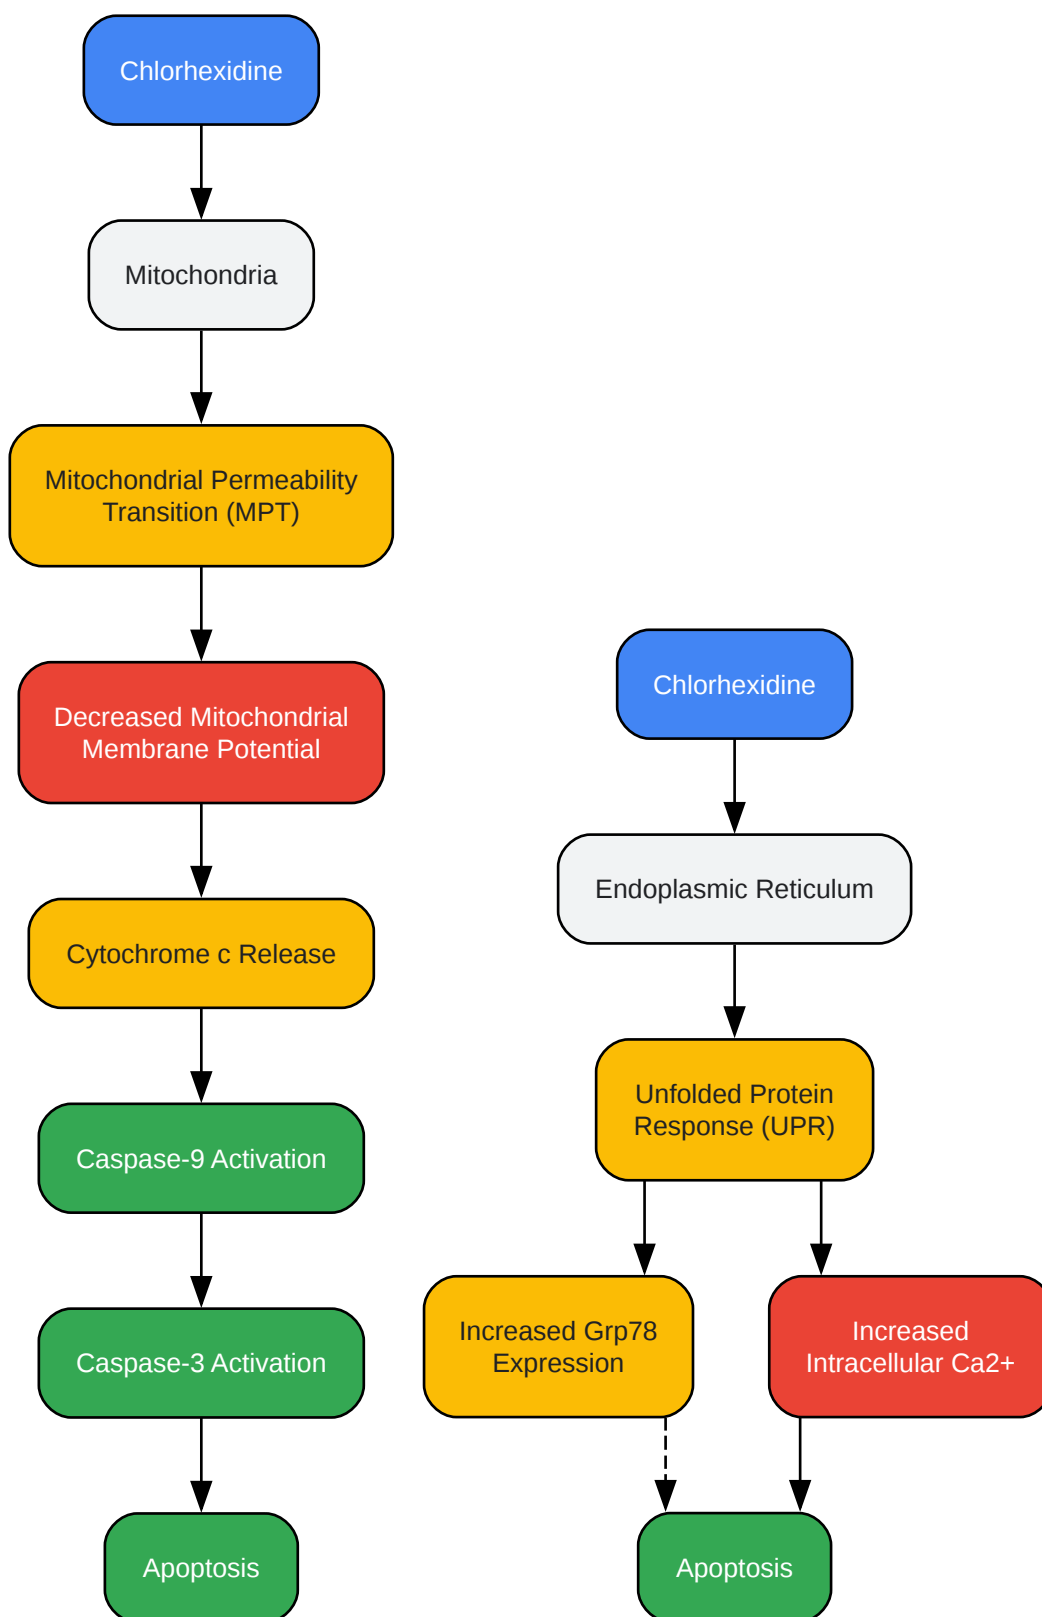 Chlorhexidine
Mitochondria
Mitochondrial Permeability
Transition (MPT)
Decreased Mitochondrial
Membrane Potential
Cytochrome c Release
Caspase-9 Activation
Caspase-3 Activation
Apoptosis
Chlorhexidine
Endoplasmic Reticulum
Unfolded Protein
Response (UPR)
Increased Grp78
Expression
Increased
Intracellular Ca2+
Apoptosis